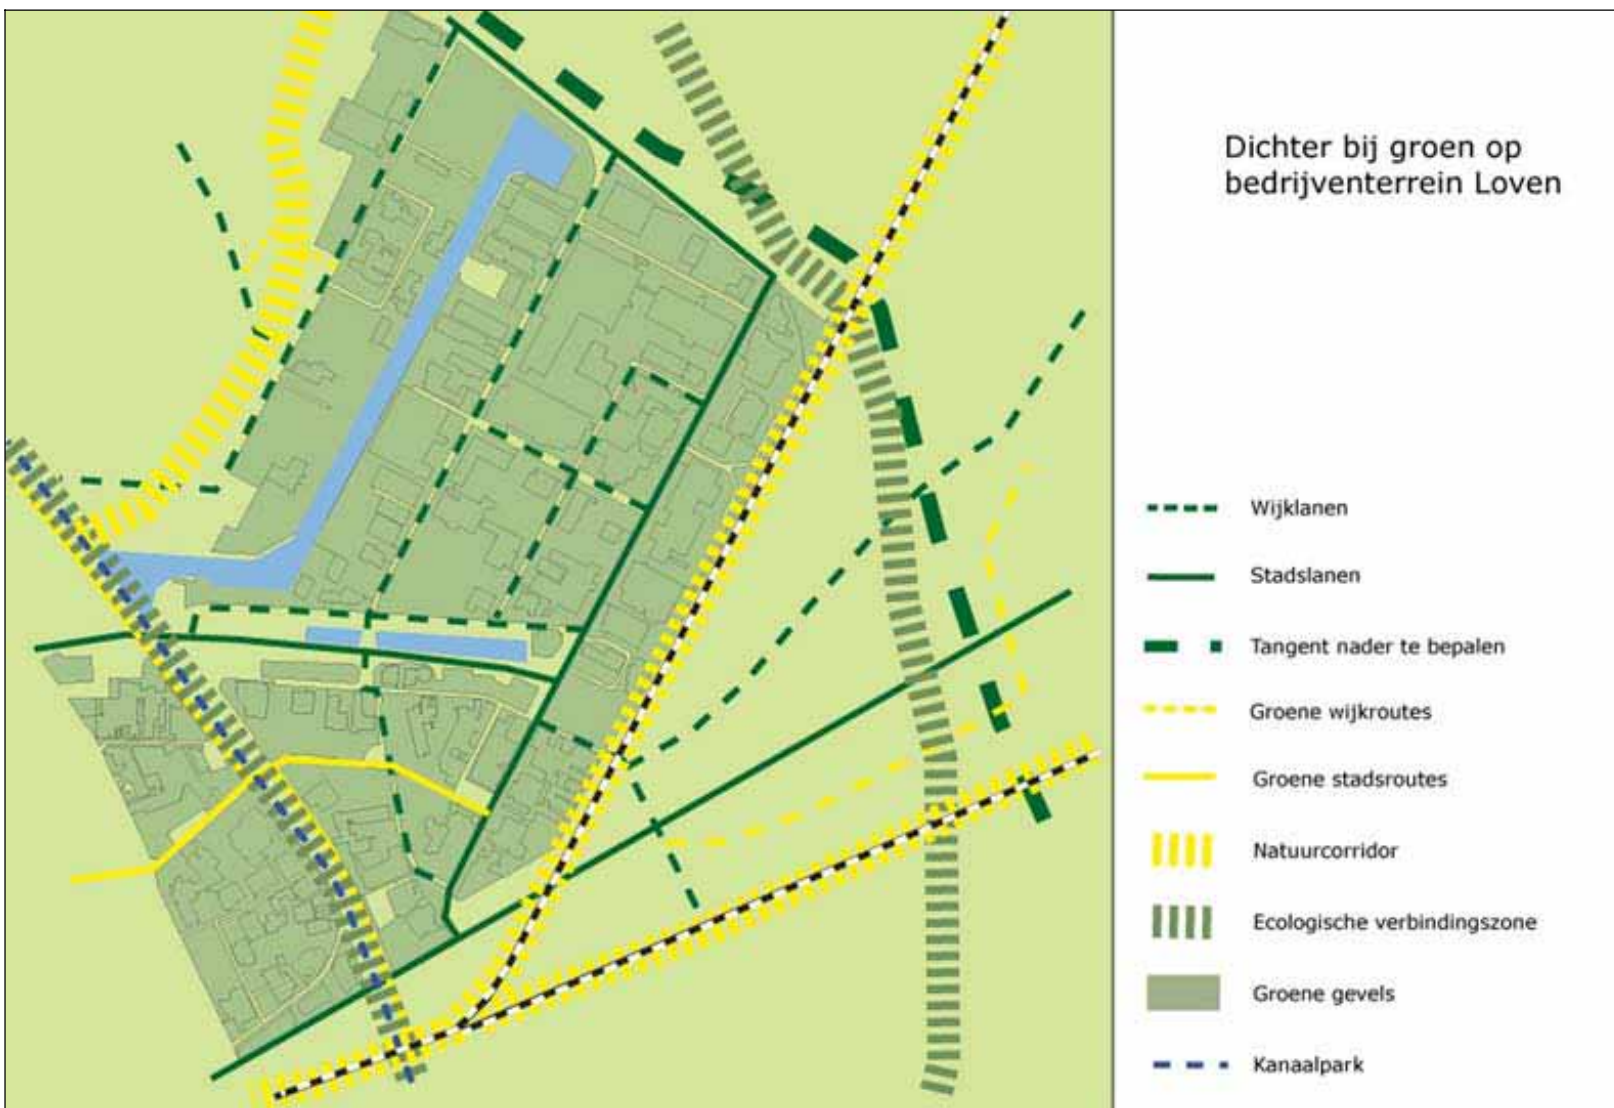 Dichter bij groen op
bedrijventerrein Loven
Wijklanen
Stadslanen
Tangent nader te bepalen
Groene wijkroutes
Groene stadsroutes
Natuurcorridor
Ecologische verbindingszone
Groene gevels
Kanaalpark